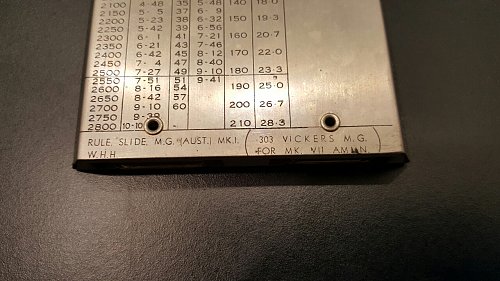 2100 4-48 35 5-48 140 18·0
2150 5-5 37 6-9
2200 5-23 38 6-32 150 19·3
2250 5-42 40 6-56
2300 6-1 41 7-21 160 20·7
2350 6-21 43 7-46
2400 6-42 45 8-12 170 22·0
2450 7-4 47 8-40
2500 7-27 49 9-10 180 23·3
2550 7-51 51 9-41
2600 8-16 54 190 25·0
2650 8-42 57
2700 9-10 60 200 26·7
2750
2800 10-10 210 28·3
RULE, SLIDE, M.G. (AUST.) MK.I. ·303 VICKERS M.G.
W.H.H. FOR MK. VII AMM'N.